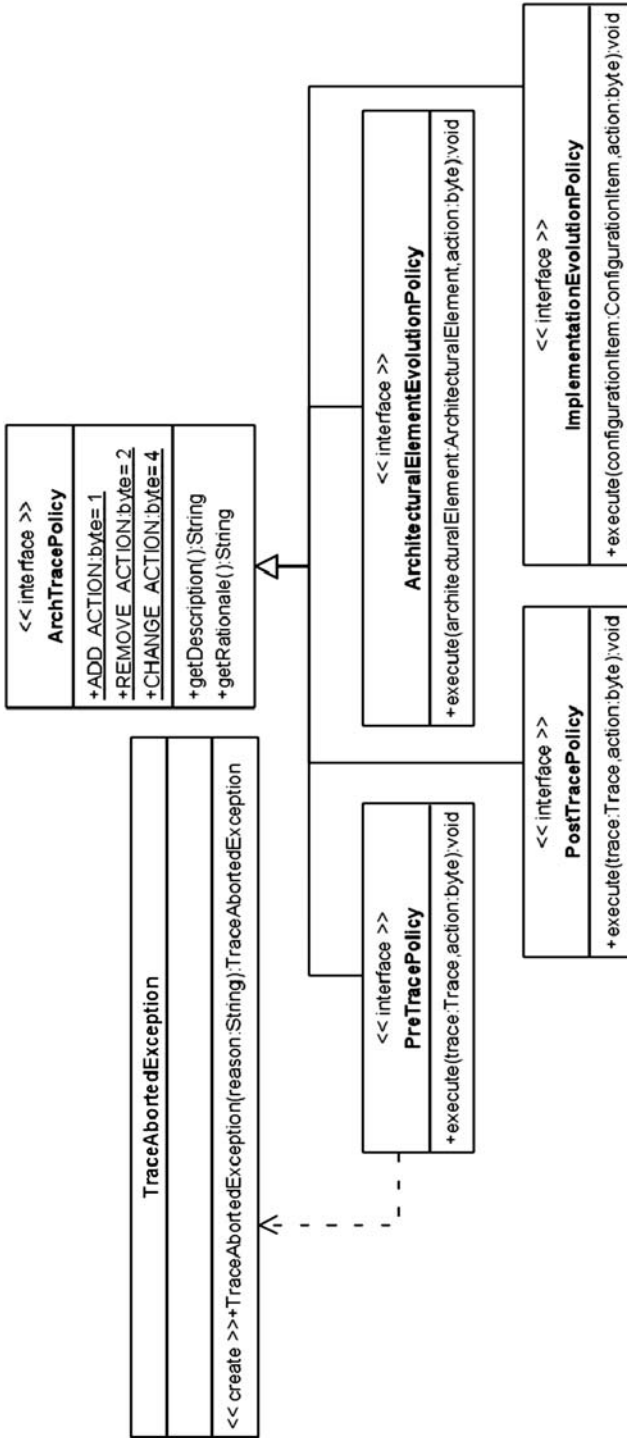 TraceAbortedException
<< create >>+TraceAbortedException(reason:String):TraceAbortedException
<< interface >>
ArchTracePolicy
+ADD_ACTION:byte=1
+REMOVE_ACTION:byte=2
+CHANGE_ACTION:byte=4
+getDescription():String
+getRationale():String
<< interface >>
PreTracePolicy
+execute(trace:Trace,action:byte):void
<< interface >>
ArchitecturalElementEvolutionPolicy
+execute(architecturalElement:ArchitecturalElement,action:byte):void
<< interface >>
PostTracePolicy
+execute(trace:Trace,action:byte):void
<< interface >>
ImplementationEvolutionPolicy
+execute(configurationItem:ConfigurationItem,action:byte):void